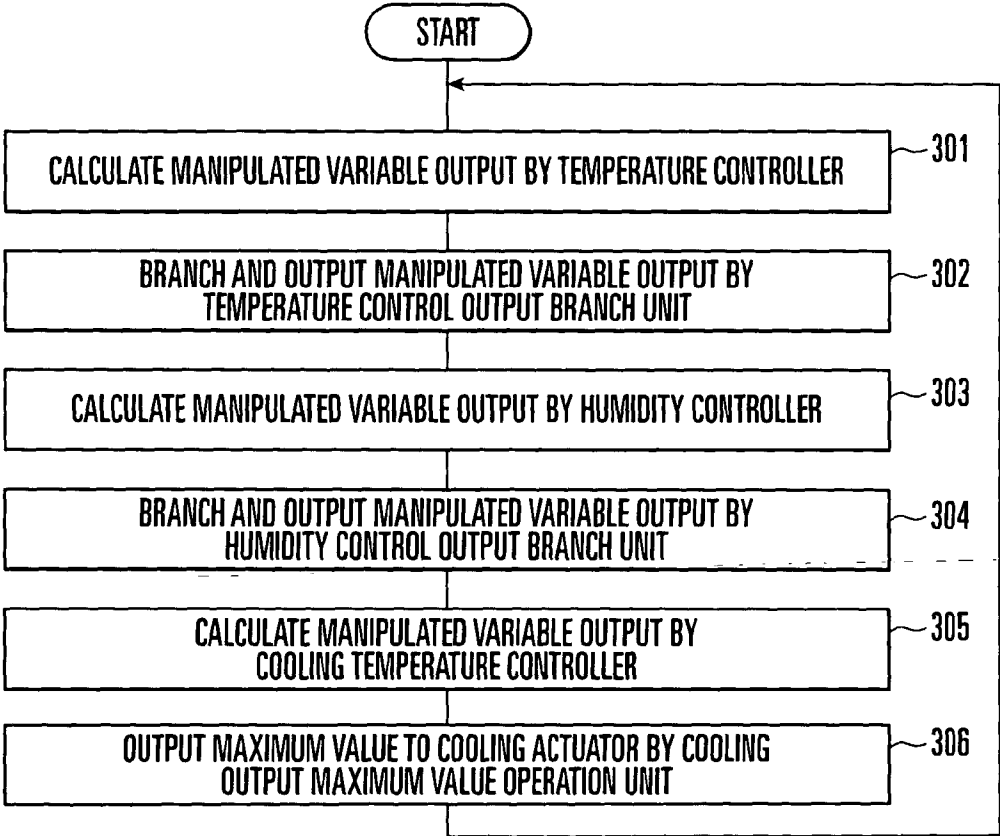 START
CALCULATE MANIPULATED VARIABLE OUTPUT BY TEMPERATURE CONTROLLER
301
BRANCH AND OUTPUT MANIPULATED VARIABLE OUTPUT BY
TEMPERATURE CONTROL OUTPUT BRANCH UNIT
302
CALCULATE MANIPULATED VARIABLE OUTPUT BY HUMIDITY CONTROLLER
303
BRANCH AND OUTPUT MANIPULATED VARIABLE OUTPUT BY
HUMIDITY CONTROL OUTPUT BRANCH UNIT
304
CALCULATE MANIPULATED VARIABLE OUTPUT BY
COOLING TEMPERATURE CONTROLLER
305
OUTPUT MAXIMUM VALUE TO COOLING ACTUATOR BY COOLING
OUTPUT MAXIMUM VALUE OPERATION UNIT
306